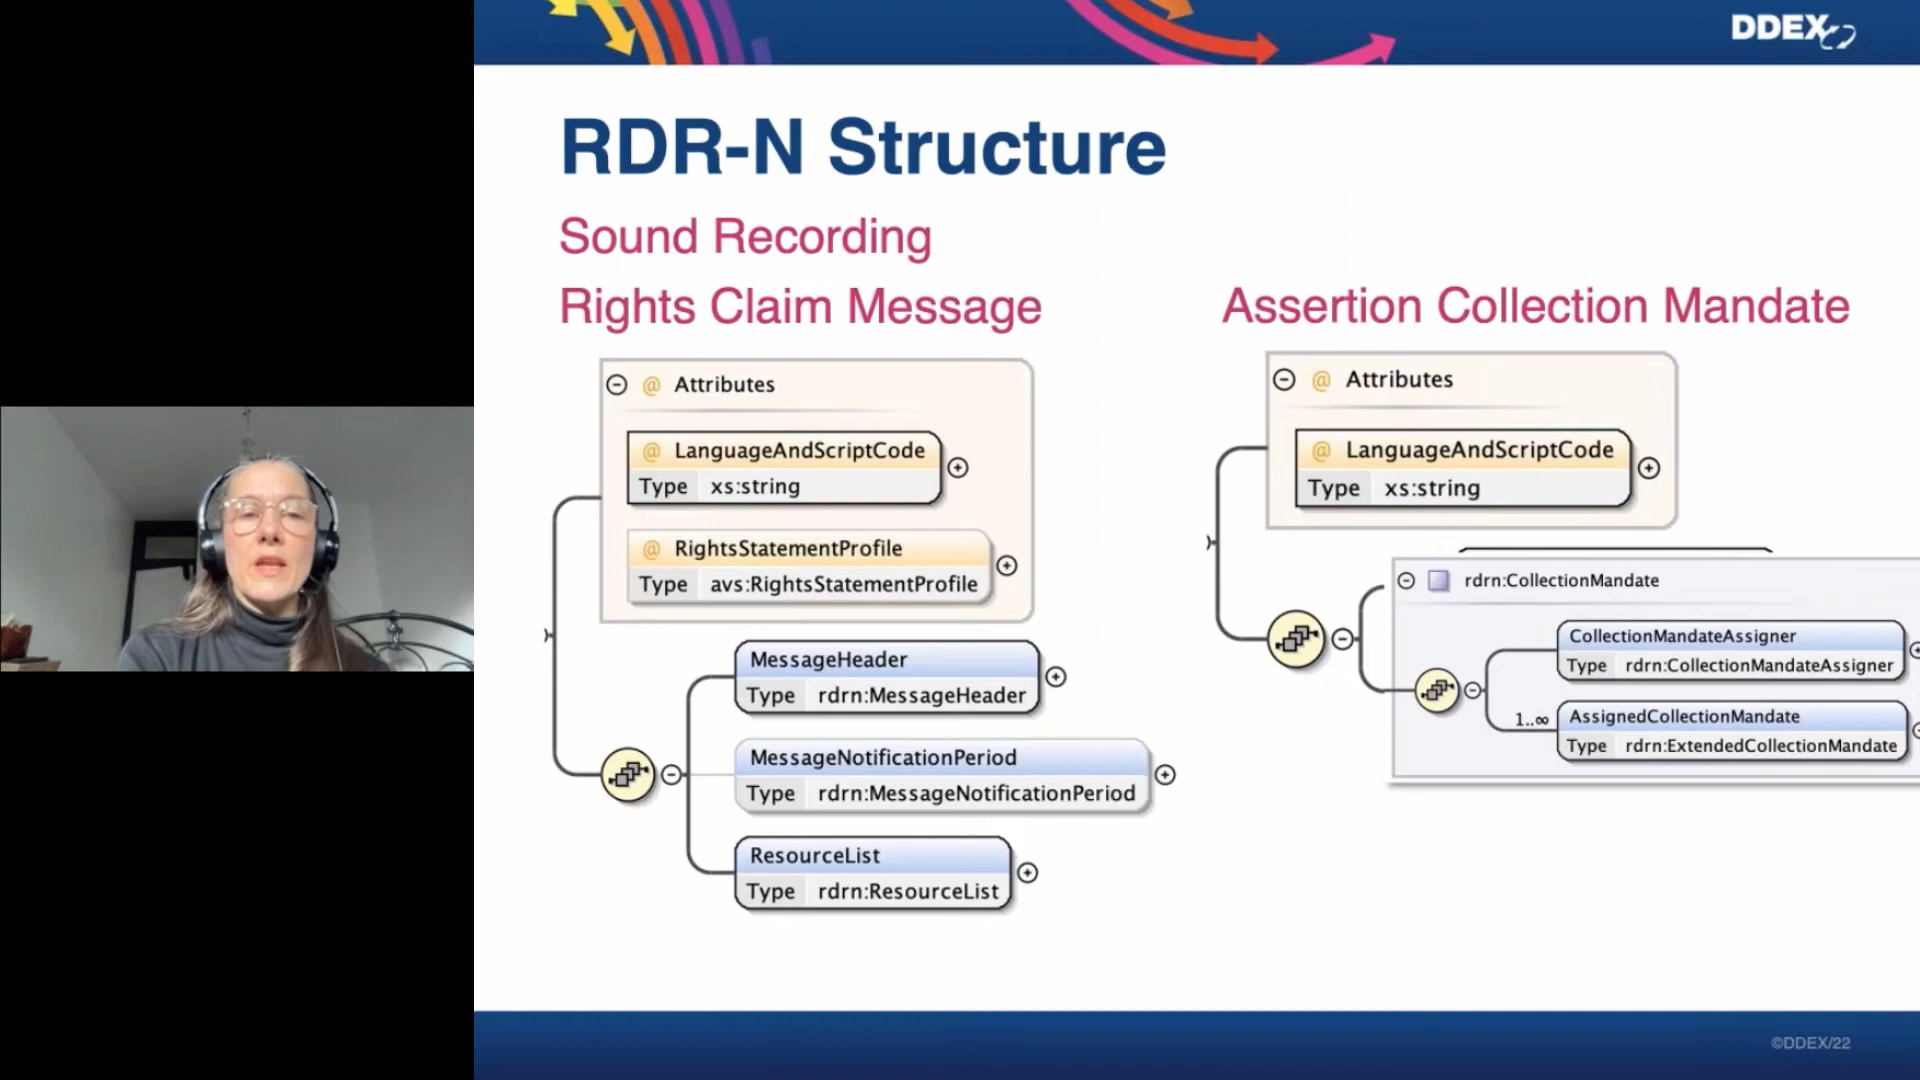 DDEX
RDR-N Structure
Sound Recording
Rights Claim Message
@ Attributes
@ LanguageAndScriptCode
Type xs:string
@ RightsStatementProfile
Type avs:RightsStatementProfile
MessageHeader
Type rdrn:MessageHeader
MessageNotificationPeriod
Type rdrn:MessageNotificationPeriod
ResourceList
Type rdrn:ResourceList
Assertion Collection Mandate
@ Attributes
@ LanguageAndScriptCode
Type xs:string
rdrn:CollectionMandate
CollectionMandateAssigner
Type rdrn:CollectionMandateAssigner
1..∞
AssignedCollectionMandate
Type rdrn:ExtendedCollectionMandate
©DDEX/22